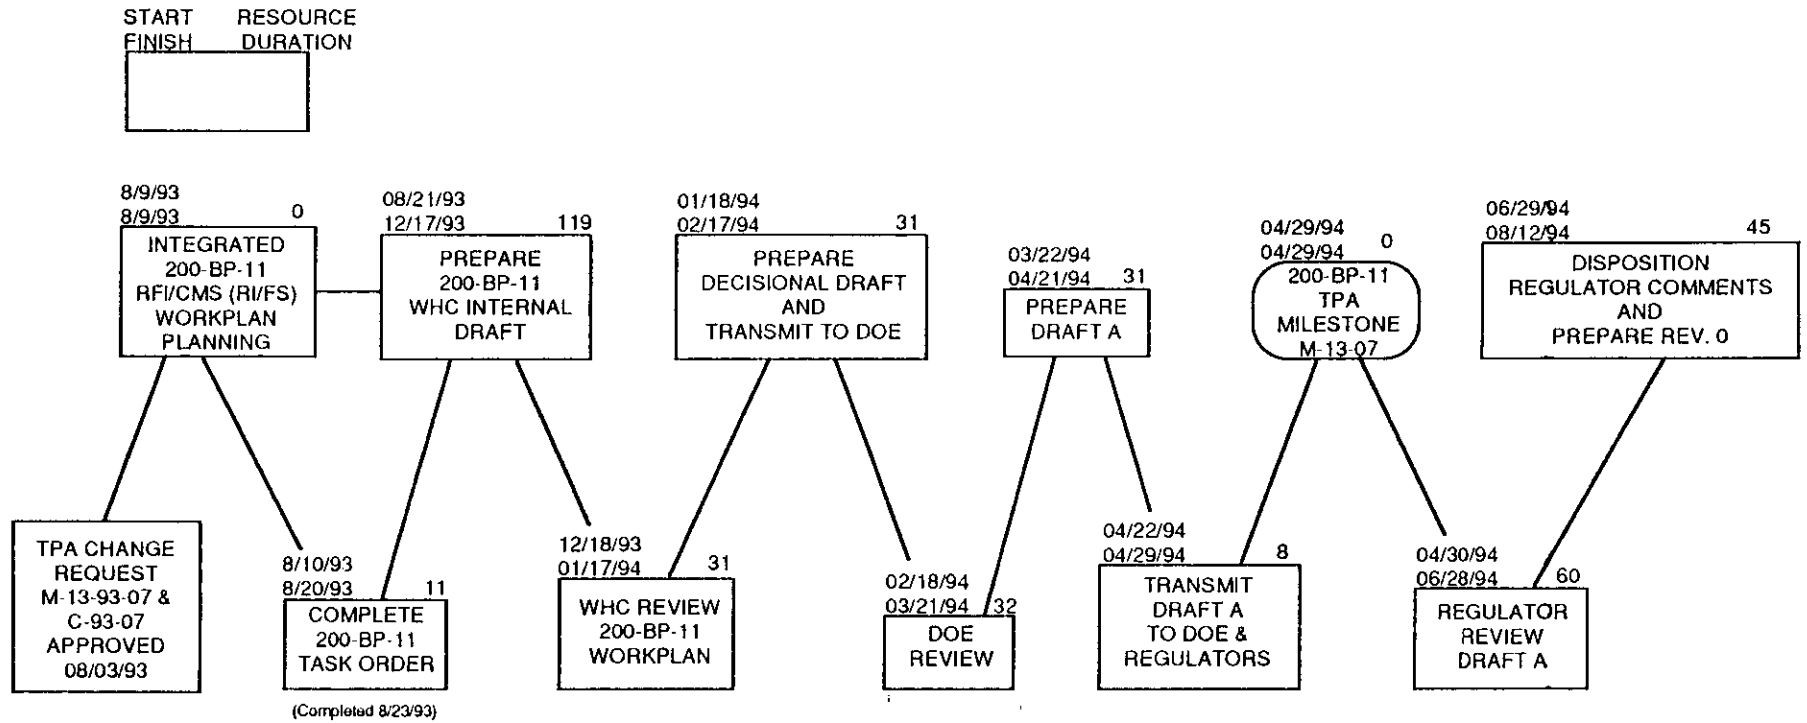 START RESOURCE
FINISH DURATION
8/9/93
8/9/93 0
INTEGRATED
200-BP-11
RFI/CMS (RI/FS)
WORKPLAN
PLANNING
08/21/93
12/17/93 119
PREPARE
200-BP-11
WHC INTERNAL
DRAFT
01/18/94
02/17/94 31
PREPARE
DECISIONAL DRAFT
AND
TRANSMIT TO DOE
03/22/94
04/21/94 31
PREPARE
DRAFT A
04/29/94
04/29/94 0
200-BP-11
TPA
MILESTONE
M-13-07
06/29/94
08/12/94 45
DISPOSITION
REGULATOR COMMENTS
AND
PREPARE REV. 0
TPA CHANGE
REQUEST
M-13-93-07 &
C-93-07
APPROVED
08/03/93
8/10/93
8/20/93 11
COMPLETE
200-BP-11
TASK ORDER
(Completed 8/23/93)
12/18/93
01/17/94 31
WHC REVIEW
200-BP-11
WORKPLAN
02/18/94
03/21/94 32
DOE
REVIEW
04/22/94
04/29/94 8
TRANSMIT
DRAFT A
TO DOE &
REGULATORS
04/30/94
06/28/94 60
REGULATOR
REVIEW
DRAFT A